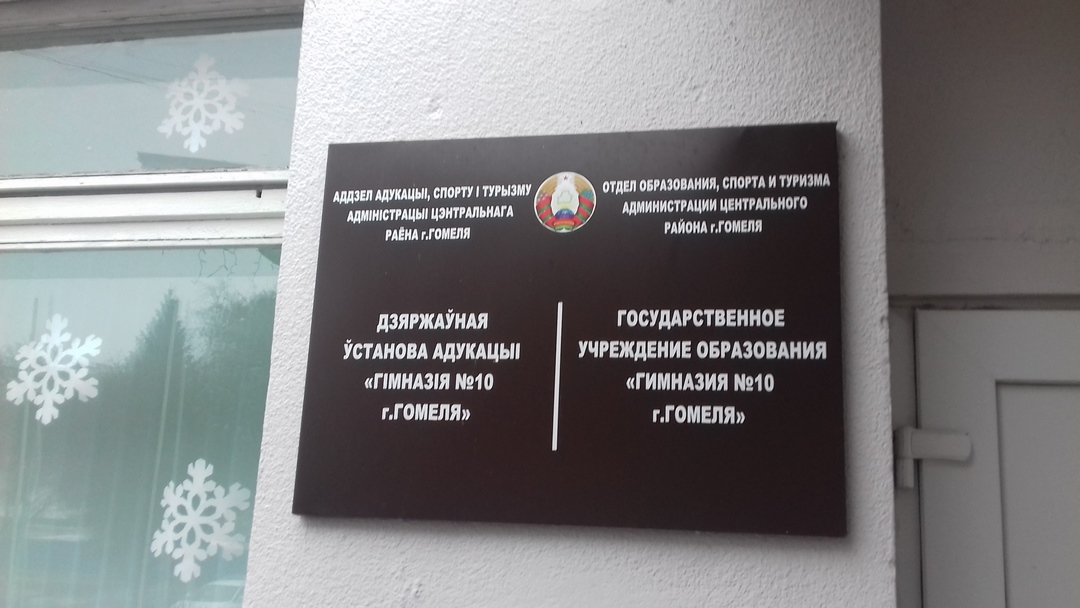 АДДЗЕЛ АДУКАЦЫІ, СПОРТУ І ТУРЫЗМУ
АДМІНІСТРАЦЫІ ЦЭНТРАЛЬНАГА
РАЁНА г.ГОМЕЛЯ
ОТДЕЛ ОБРАЗОВАНИЯ, СПОРТА И ТУРИЗМА
АДМИНИСТРАЦИИ ЦЕНТРАЛЬНОГО
РАЙОНА г.ГОМЕЛЯ
ДЗЯРЖАЎНАЯ
ЎСТАНОВА АДУКАЦЫІ
«ГІМНАЗІЯ №10
г.ГОМЕЛЯ»
ГОСУДАРСТВЕННОЕ
УЧРЕЖДЕНИЕ ОБРАЗОВАНИЯ
«ГИМНАЗИЯ №10
г.ГОМЕЛЯ»